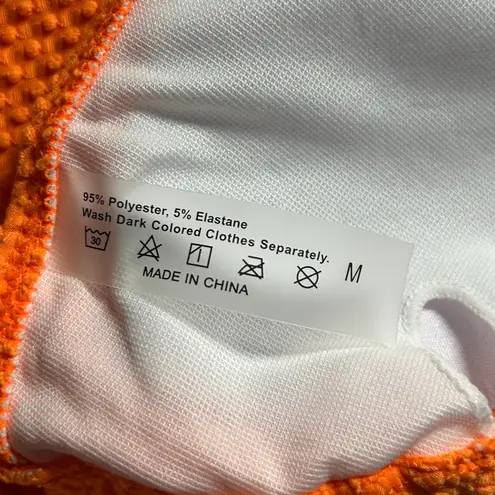 95% Polyester, 5% Elastane
Wash Dark Colored Clothes Separately.
30 M
MADE IN CHINA